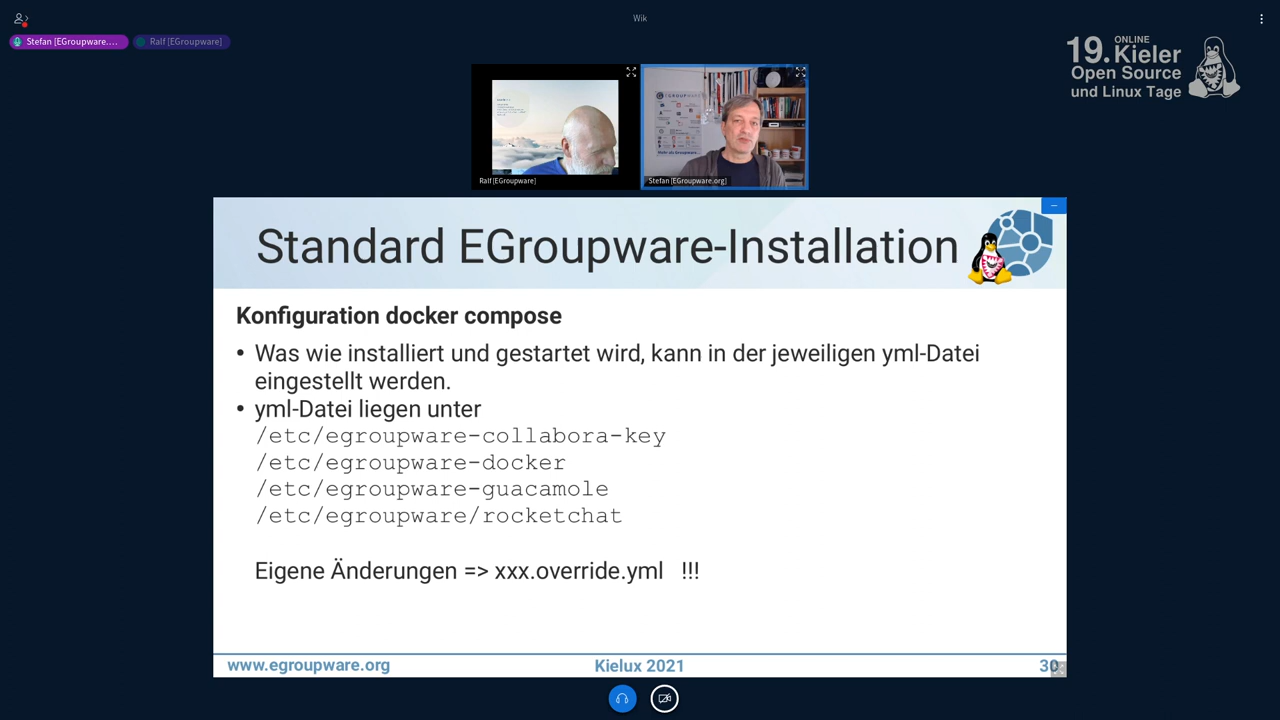 Wik
Stefan [EGroupware....
Ralf [EGroupware]
ONLINE
19. Kieler
Open Source
und Linux Tage
EGROUPWARE
Ralf [EGroupware]
Stefan [EGroupware.org]
Standard EGroupware-Installation
Konfiguration docker compose
• Was wie installiert und gestartet wird, kann in der jeweiligen yml-Datei
eingestellt werden.
• yml-Datei liegen unter
/etc/egroupware-collabora-key
/etc/egroupware-docker
/etc/egroupware-guacamole
/etc/egroupware/rocketchat
Eigene Änderungen => xxx.override.yml !!!
www.egroupware.org
Kielux 2021
30